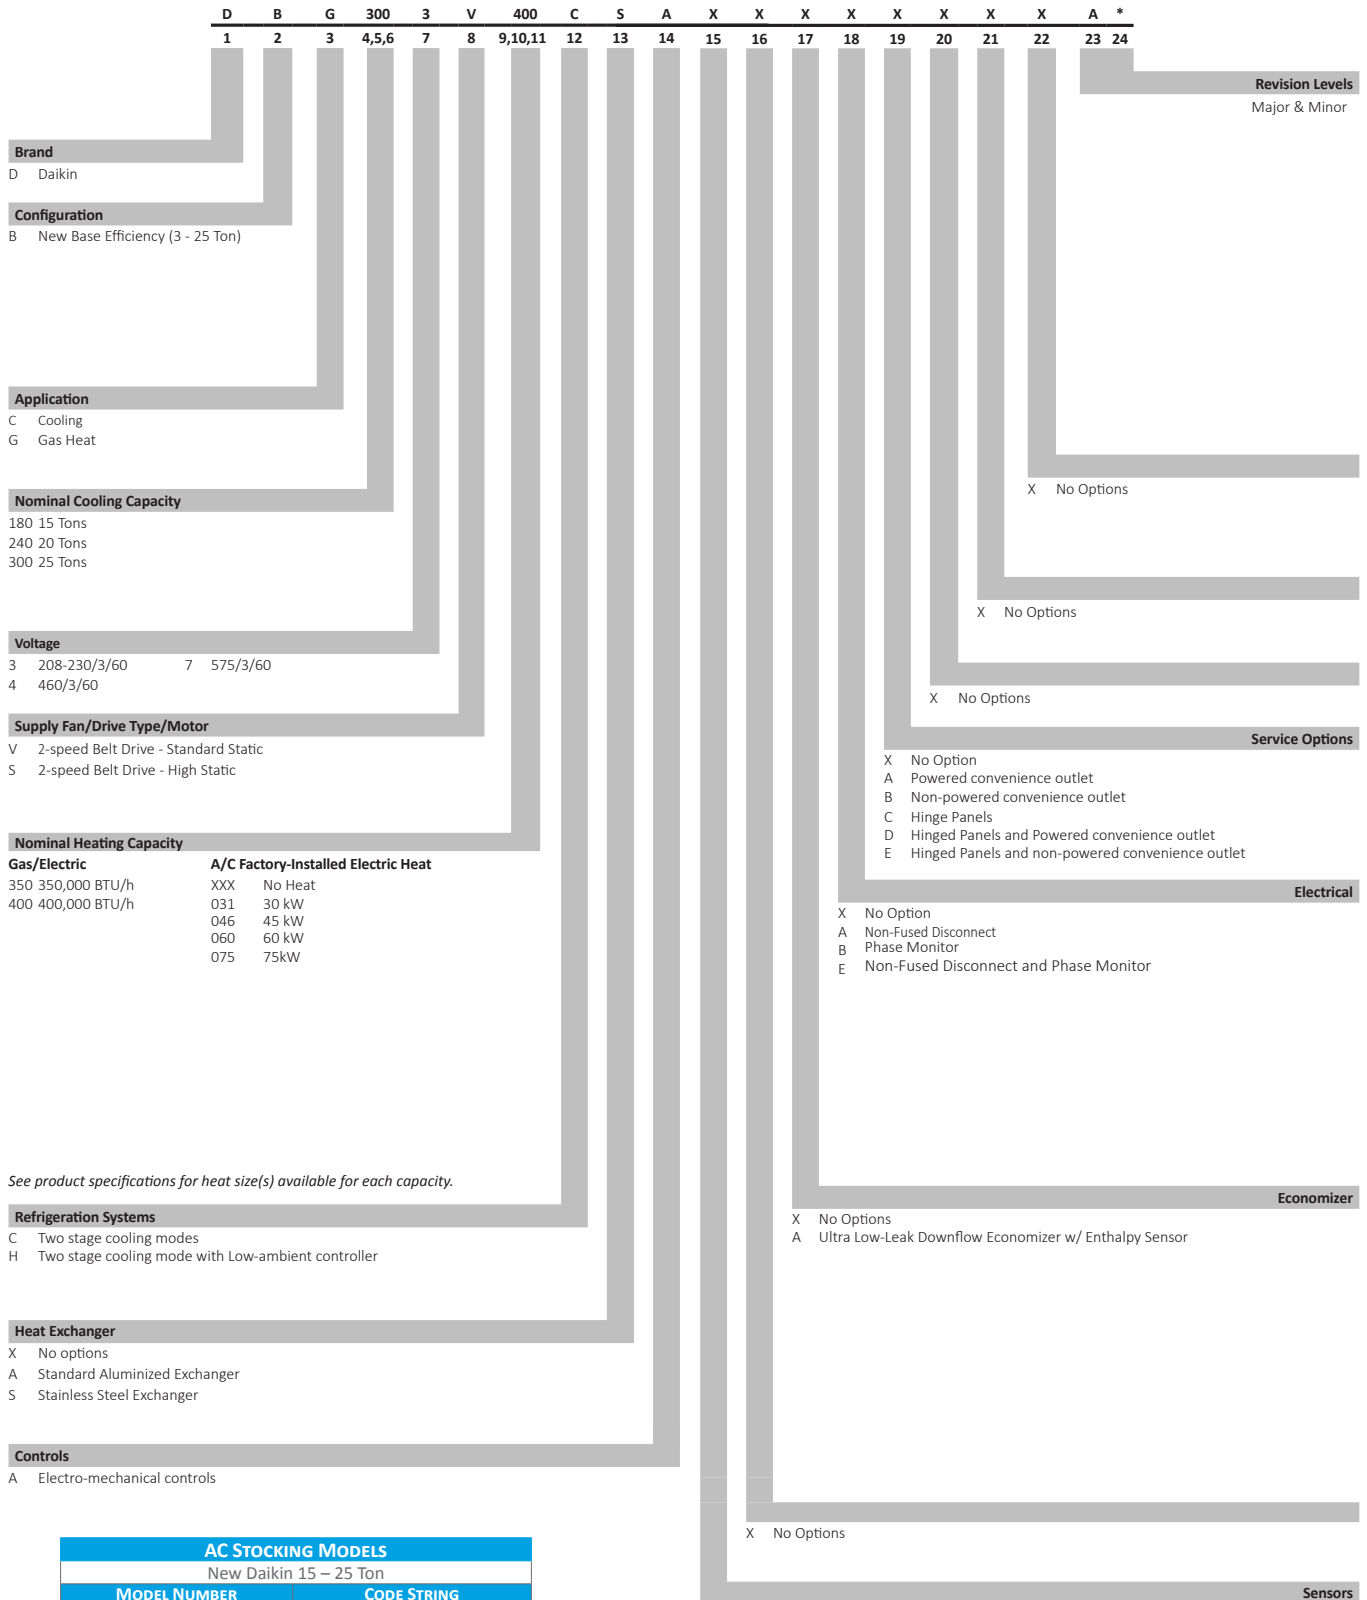 D B G 300 3 V 400 C S A X X X X X X X X A *
1 2 3 4,5,6 7 8 9,10,11 12 13 14 15 16 17 18 19 20 21 22 23 24
Revision Levels
Major & Minor
Brand
D Daikin
Configuration
B New Base Efficiency (3 - 25 Ton)
Application
C Cooling
G Gas Heat
X No Options
Nominal Cooling Capacity
180 15 Tons
240 20 Tons
300 25 Tons
X No Options
Voltage
3 208-230/3/60 7 575/3/60
4 460/3/60
X No Options
Supply Fan/Drive Type/Motor
V 2-speed Belt Drive - Standard Static
S 2-speed Belt Drive - High Static
Service Options
X No Option
A Powered convenience outlet
B Non-powered convenience outlet
C Hinge Panels
D Hinged Panels and Powered convenience outlet
E Hinged Panels and non-powered convenience outlet
Nominal Heating Capacity
Gas/Electric A/C Factory-Installed Electric Heat
350 350,000 BTU/h XXX No Heat
400 400,000 BTU/h 031 30 kW
046 45 kW
060 60 kW
075 75kW
Electrical
X No Option
A Non-Fused Disconnect
B Phase Monitor
E Non-Fused Disconnect and Phase Monitor
See product specifications for heat size(s) available for each capacity.
Economizer
X No Options
A Ultra Low-Leak Downflow Economizer w/ Enthalpy Sensor
Refrigeration Systems
C Two stage cooling modes
H Two stage cooling mode with Low-ambient controller
Heat Exchanger
X No options
A Standard Aluminized Exchanger
S Stainless Steel Exchanger
Controls
A Electro-mechanical controls
X No Options
AC Stocking Models
New Daikin 15 – 25 Ton
Model Number Code String
Sensors